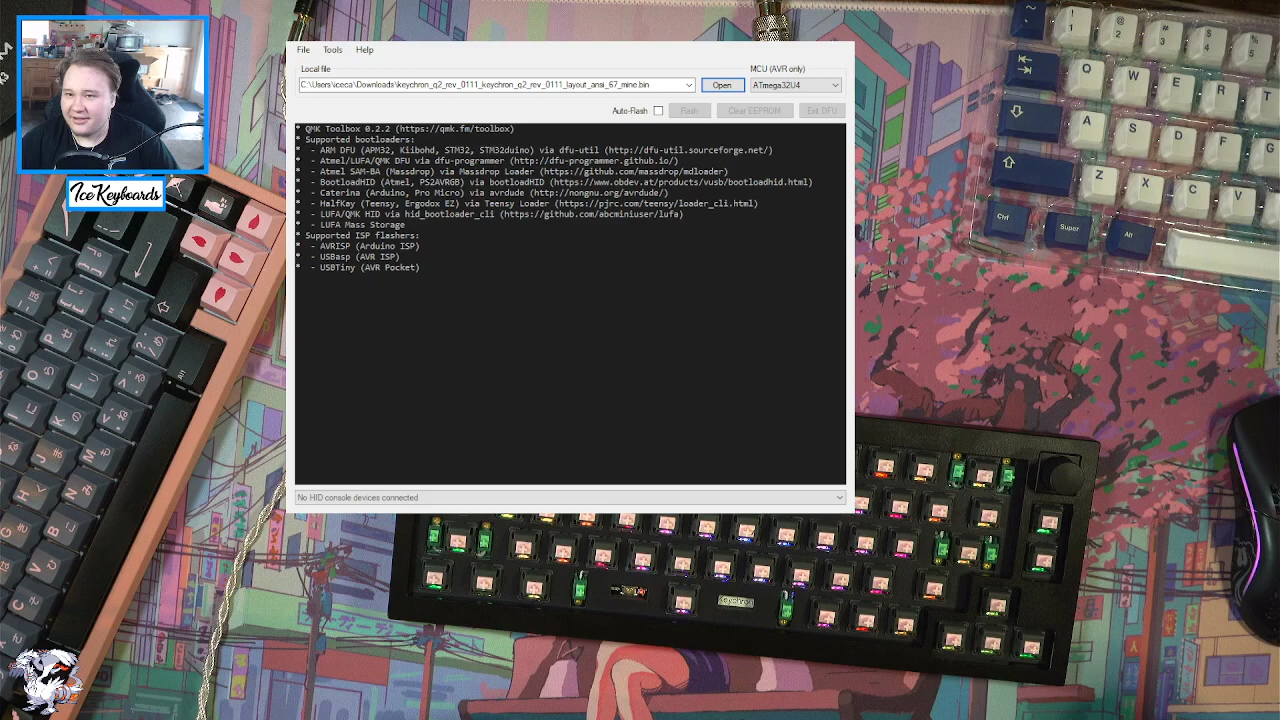 IceKeyboards
File Tools Help
Local file
MCU (AVR only)
C:\Users\iceca\Downloads\keychron_q2_rev_0111_keychron_q2_rev_0111_layout_ansi_67_mine.bin
Open
ATmega32U4
Auto-Flash
Flash
Clear EEPROM
Exit DFU
* QMK Toolbox 0.2.2 (https://qmk.fm/toolbox)
* Supported bootloaders:
*  - ARM DFU (APM32, Kiibohd, STM32, STM32duino) via dfu-util (http://dfu-util.sourceforge.net/)
*  - Atmel/LUFA/QMK DFU via dfu-programmer (http://dfu-programmer.github.io/)
*  - Atmel SAM-BA (Massdrop) via Massdrop Loader (https://github.com/massdrop/mdloader)
*  - BootloadHID (Atmel, PS2AVRGB) via bootloadHID (https://www.obdev.at/products/vusb/bootloadhid.html)
*  - Caterina (Arduino, Pro Micro) via avrdude (http://nongnu.org/avrdude/)
*  - HalfKay (Teensy, Ergodox EZ) via Teensy Loader (https://pjrc.com/teensy/loader_cli.html)
*  - LUFA/QMK HID via hid_bootloader_cli (https://github.com/abcminiuser/lufa)
*  - LUFA Mass Storage
* Supported ISP flashers:
*  - AVRISP (Arduino ISP)
*  - USBasp (AVR ISP)
*  - USBTiny (AVR Pocket)
No HID console devices connected
~ ! @ # $ %
` 1 2 3 4 5
Q W E R T
A S D F G
Z X C V
Ctrl Super Alt
Keychron